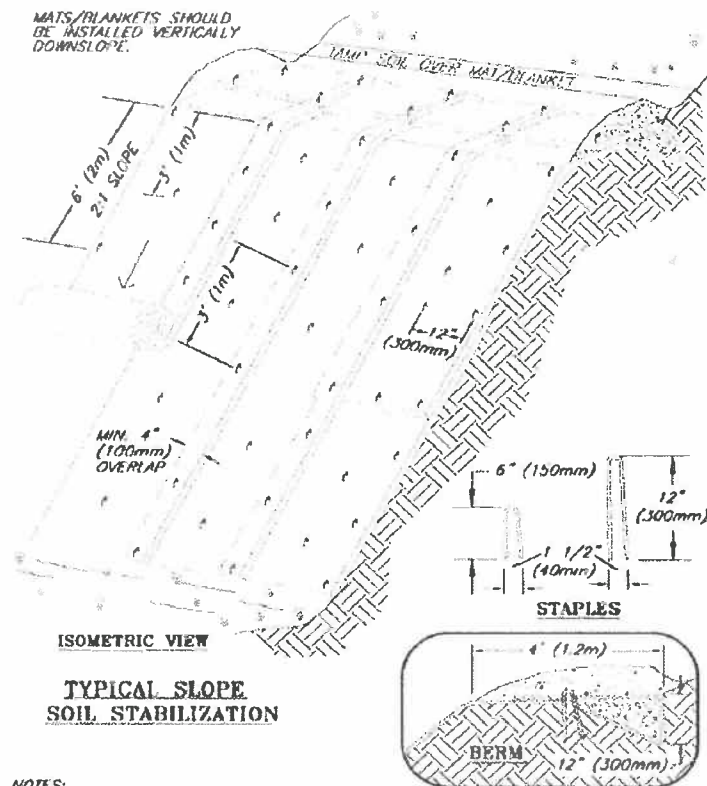 MATS/BLANKETS SHOULD
BE INSTALLED VERTICALLY
DOWNSLOPE.
TAMP SOIL OVER MAT/BLANKET
6' (2m)
2:1 SLOPE
3' (1m)
3' (1m)
12"
(300mm)
MIN. 4"
(100mm)
OVERLAP
6" (150mm)
12"
(300mm)
1 1/2"
(40mm)
STAPLES
ISOMETRIC VIEW
TYPICAL SLOPE
SOIL STABILIZATION
4' (1.2m)
BERM
12" (300mm)
NOTES: